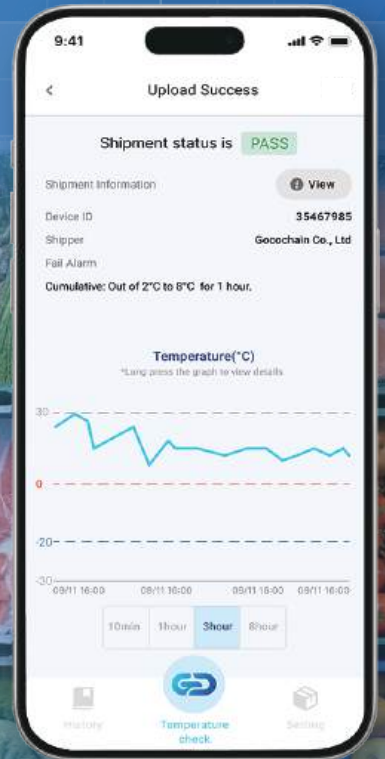 9:41
Upload Success
Shipment status is PASS
Shipment Information
View
Device ID 35467985
Shipper Gocochain Co., Ltd
Fail Alarm
Cumulative: Out of 2°C to 8°C for 1 hour.
Temperature(°C)
*Long press the graph to view details
30
0
-20
-30
09/11 16:00 09/11 16:00 09/11 16:00 09/11 16:00
10min 1hour 3hour 8hour
History
Temperature
check
Setting